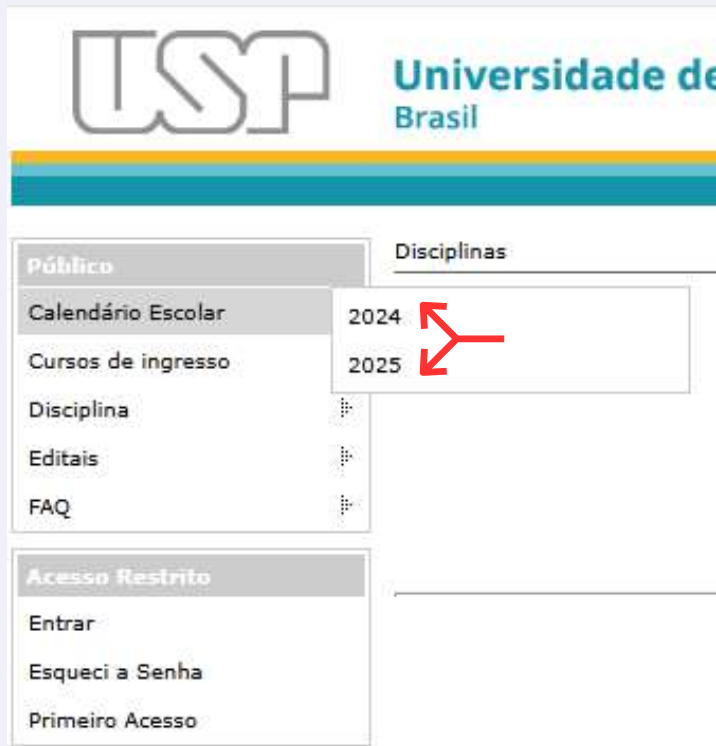 USP
Universidade de
Brasil
Público
Calendário Escolar
Cursos de ingresso
Disciplina
Editais
FAQ
Disciplinas
2024
2025
Acesso Restrito
Entrar
Esqueci a Senha
Primeiro Acesso